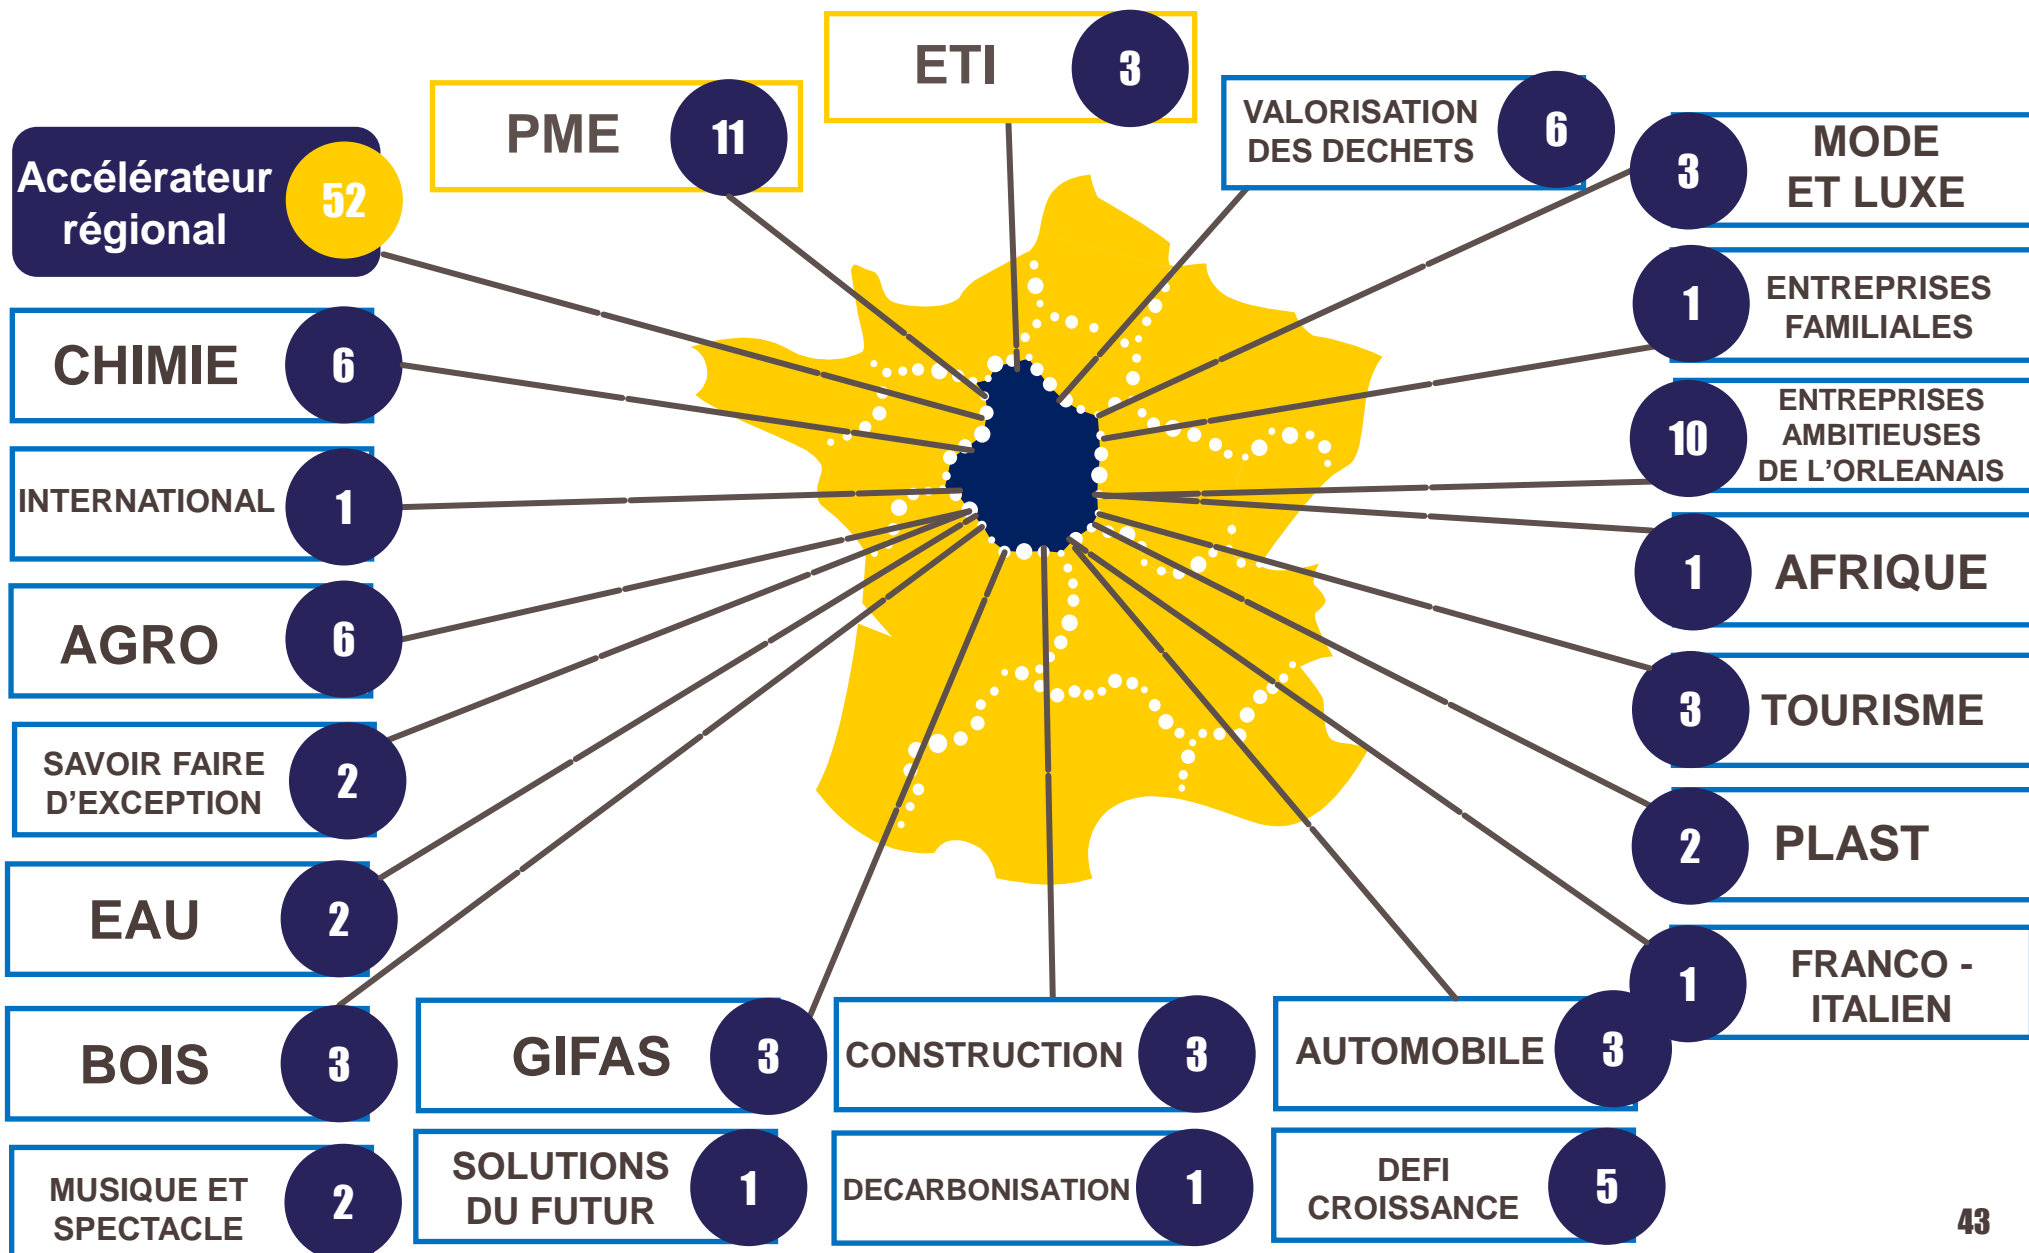 ETI
3
PME
11
VALORISATION
DES DECHETS
6
MODE
ET LUXE
3
Accélérateur
régional
52
ENTREPRISES
FAMILIALES
1
CHIMIE
6
ENTREPRISES
AMBITIEUSES
DE L'ORLEANAIS
10
INTERNATIONAL
1
AFRIQUE
1
AGRO
6
TOURISME
3
SAVOIR FAIRE
D'EXCEPTION
2
PLAST
2
EAU
2
FRANCO -
ITALIEN
1
BOIS
3
GIFAS
3
CONSTRUCTION
3
AUTOMOBILE
3
MUSIQUE ET
SPECTACLE
2
SOLUTIONS
DU FUTUR
1
DECARBONISATION
1
DEFI
CROISSANCE
5
43